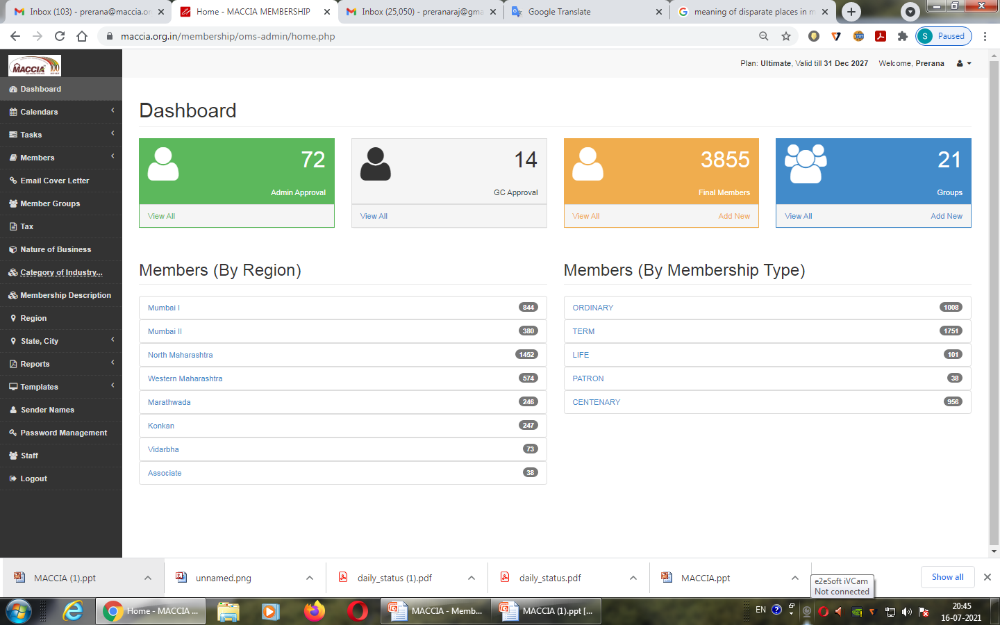 Inbox (103) - prerana@maccia.or
Home - MACCIA MEMBERSHIP
Inbox (25,050) - preranaraj@gma
Google Translate
meaning of disparate places in m
maccia.org.in/membership/oms-admin/home.php
S Paused
MACCIA 100
Plan: Ultimate, Valid till 31 Dec 2027 Welcome, Prerana
Dashboard
Calendars
Tasks
Members
Email Cover Letter
Member Groups
Tax
Nature of Business
Category of Industry...
Membership Description
Region
State, City
Reports
Templates
Sender Names
Password Management
Staff
Logout
Dashboard
72
Admin Approval
View All
14
GC Approval
View All
3855
Final Members
View All Add New
21
Groups
View All Add New
Members (By Region)
Mumbai I 844
Mumbai II 380
North Maharashtra 1452
Western Maharashtra 574
Marathwada 246
Konkan 247
Vidarbha 73
Associate 38
Members (By Membership Type)
ORDINARY 1008
TERM 1751
LIFE 101
PATRON 38
CENTENARY 956
MACCIA (1).ppt
unnamed.png
daily_status (1).pdf
daily_status.pdf
MACCIA.ppt
Show all
e2eSoft iVCam
Not connected
Home - MACCIA ...
MACCIA - Memb...
MACCIA (1).ppt [...
EN
20:45
16-07-2021